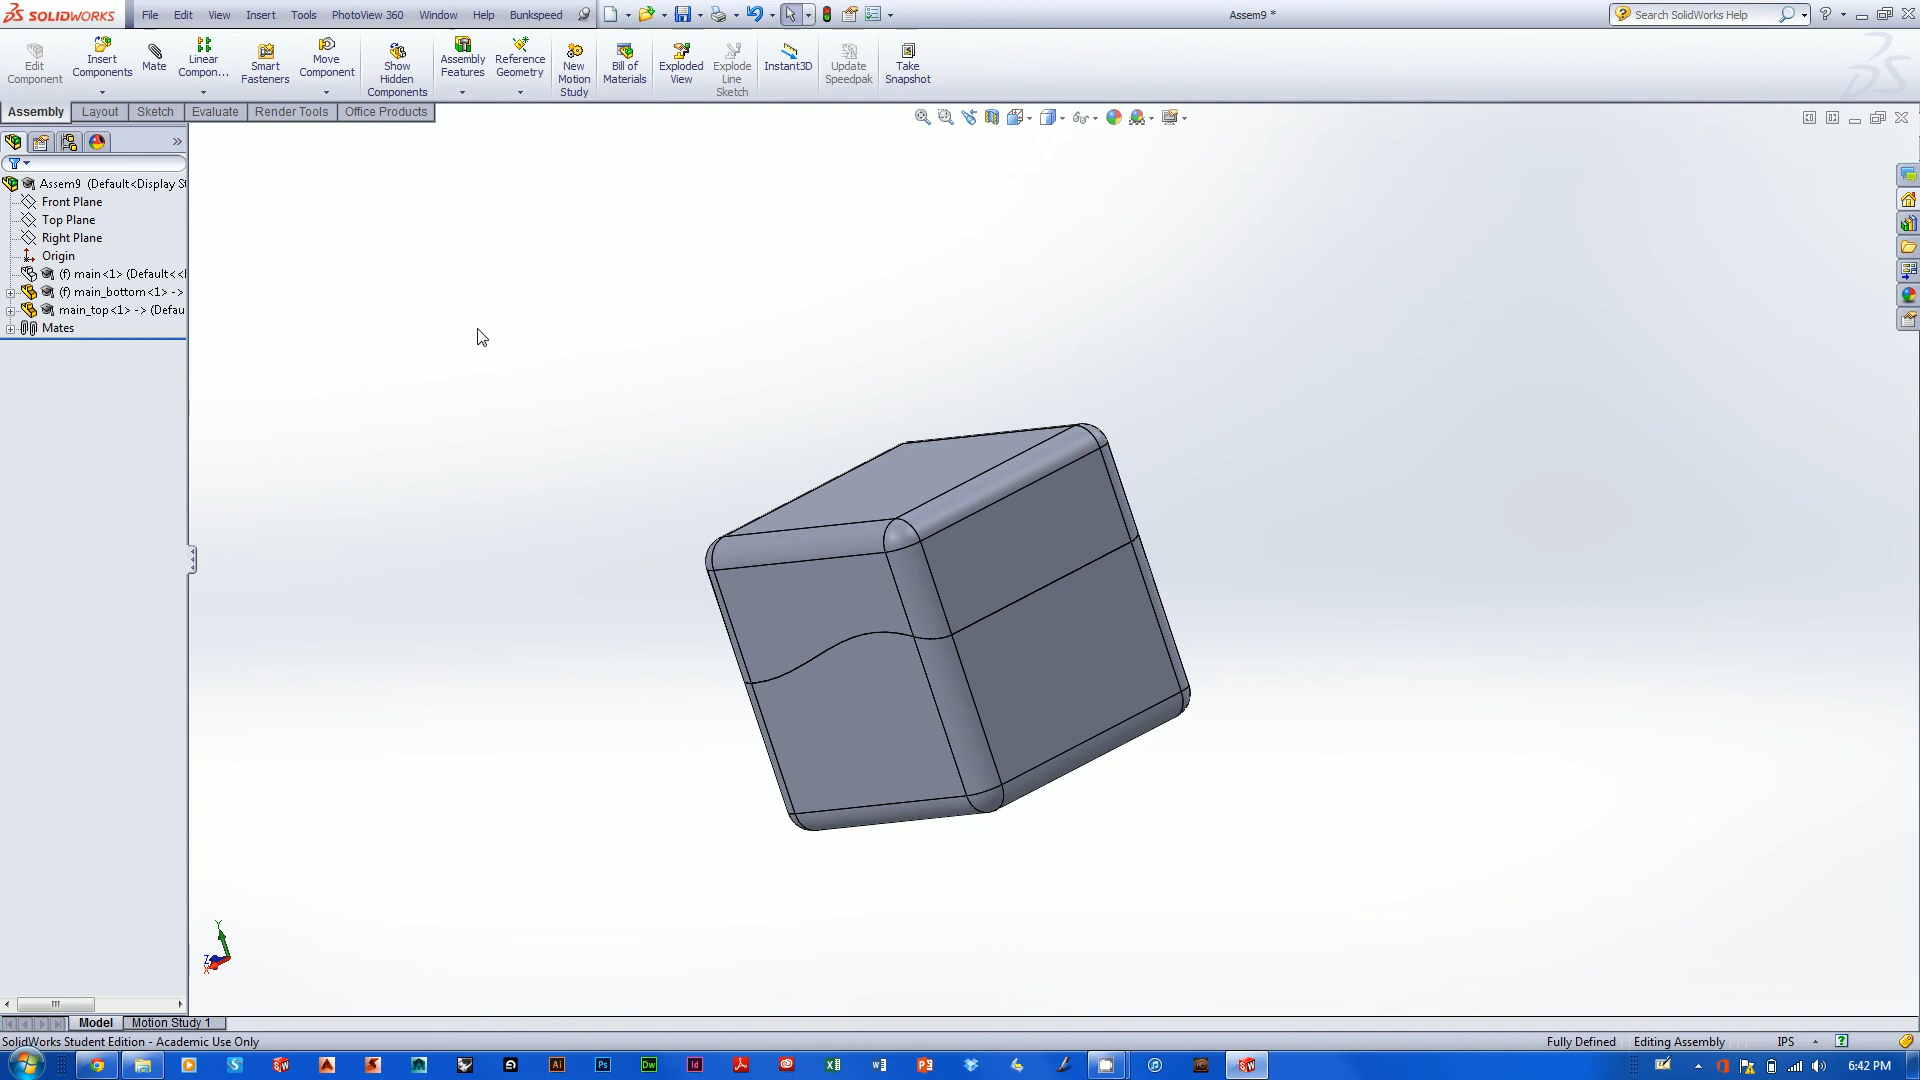 SOLIDWORKS File Edit View Insert Tools PhotoView 360 Window Help Bunkspeed Assem9 * Search SolidWorks Help
Edit Component
Insert Components
Mate
Linear Compon...
Smart Fasteners
Move Component
Show Hidden Components
Assembly Features
Reference Geometry
New Motion Study
Bill of Materials
Exploded View
Explode Line Sketch
Instant3D
Update Speedpak
Take Snapshot
Assembly Layout Sketch Evaluate Render Tools Office Products
Assem9 (Default<Display St
Front Plane
Top Plane
Right Plane
Origin
(f) main<1> (Default<<
(f) main_bottom<1> ->
main_top<1> -> (Defau
Mates
Y
Z
X
Model Motion Study 1
SolidWorks Student Edition - Academic Use Only Fully Defined Editing Assembly IPS
6:42 PM